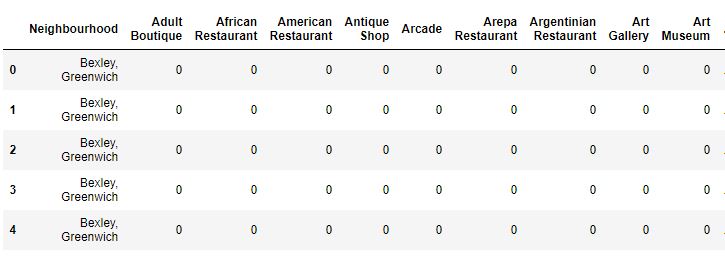 Neighbourhood Adult Boutique African Restaurant American Restaurant Antique Shop Arcade Arepa Restaurant Argentinian Restaurant Art Gallery Art Museum
0 Bexley, Greenwich 0 0 0 0 0 0 0 0 0
1 Bexley, Greenwich 0 0 0 0 0 0 0 0 0
2 Bexley, Greenwich 0 0 0 0 0 0 0 0 0
3 Bexley, Greenwich 0 0 0 0 0 0 0 0 0
4 Bexley, Greenwich 0 0 0 0 0 0 0 0 0